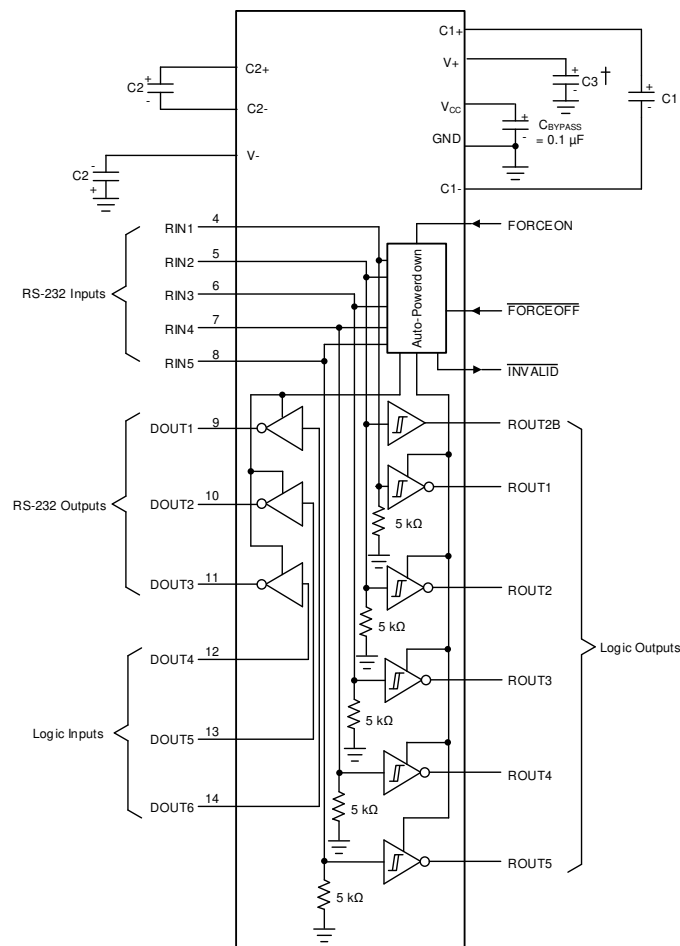 C1+
V+
C3 †
C1
C2+
C2
C2-
VCC
CBYPASS
= 0.1 µF
GND
V-
C2
C1-
RIN1 4
RIN2 5
RIN3 6
RIN4 7
RIN5 8
RS-232 Inputs
Auto-Powerdown
FORCEON
FORCEOFF
INVALID
DOUT1 9
DOUT2 10
DOUT3 11
RS-232 Outputs
DOUT4 12
DOUT5 13
DOUT6 14
Logic Inputs
ROUT2B
ROUT1
5 kΩ
ROUT2
5 kΩ
ROUT3
5 kΩ
ROUT4
5 kΩ
ROUT5
5 kΩ
Logic Outputs